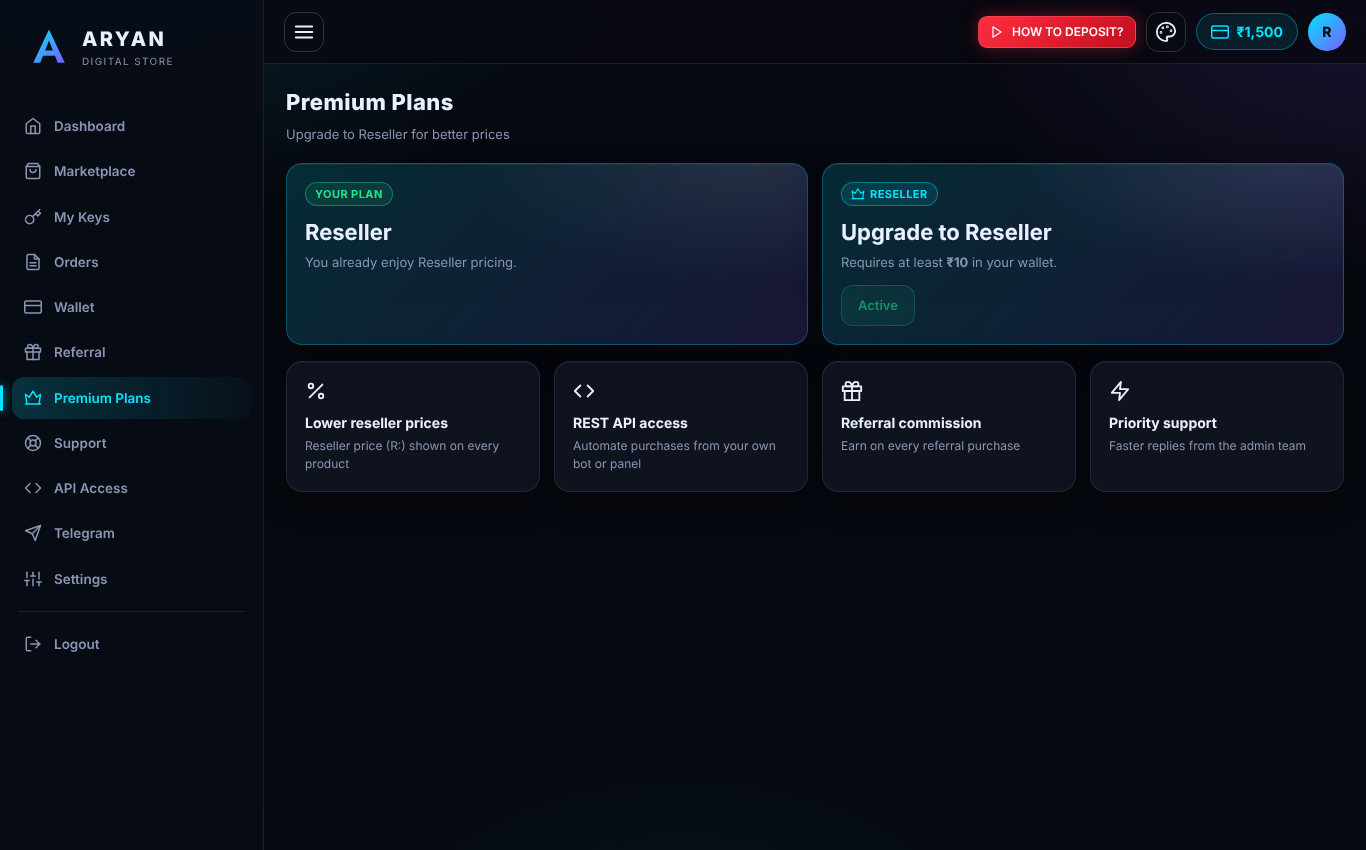 ARYAN
DIGITAL STORE
HOW TO DEPOSIT?
₹1,500
R
Dashboard
Marketplace
My Keys
Orders
Wallet
Referral
Premium Plans
Support
API Access
Telegram
Settings
Logout
Premium Plans
Upgrade to Reseller for better prices
YOUR PLAN
Reseller
You already enjoy Reseller pricing.
RESELLER
Upgrade to Reseller
Requires at least ₹10 in your wallet.
Active
Lower reseller prices
Reseller price (R:) shown on every
product
REST API access
Automate purchases from your own
bot or panel
Referral commission
Earn on every referral purchase
Priority support
Faster replies from the admin team